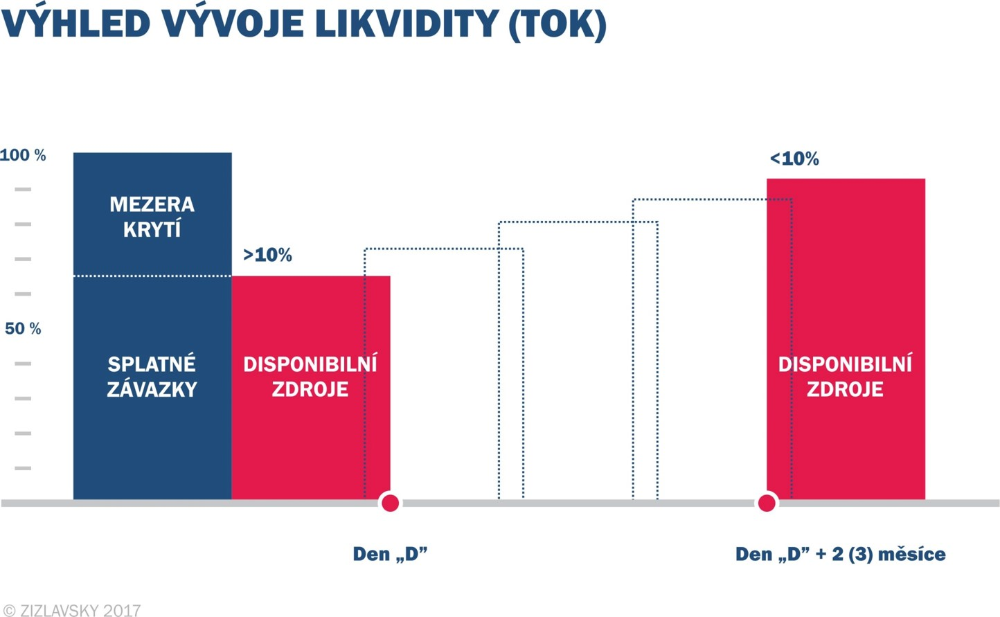 VÝHLED VÝVOJE LIKVIDITY (TOK)
100 %
<10%
MEZERA
KRYTÍ
>10%
50 %
SPLATNÉ
ZÁVAZKY
DISPONIBILNÍ
ZDROJE
DISPONIBILNÍ
ZDROJE
Den „D”
Den „D” + 2 (3) měsíce
© ZIZLAVSKY 2017